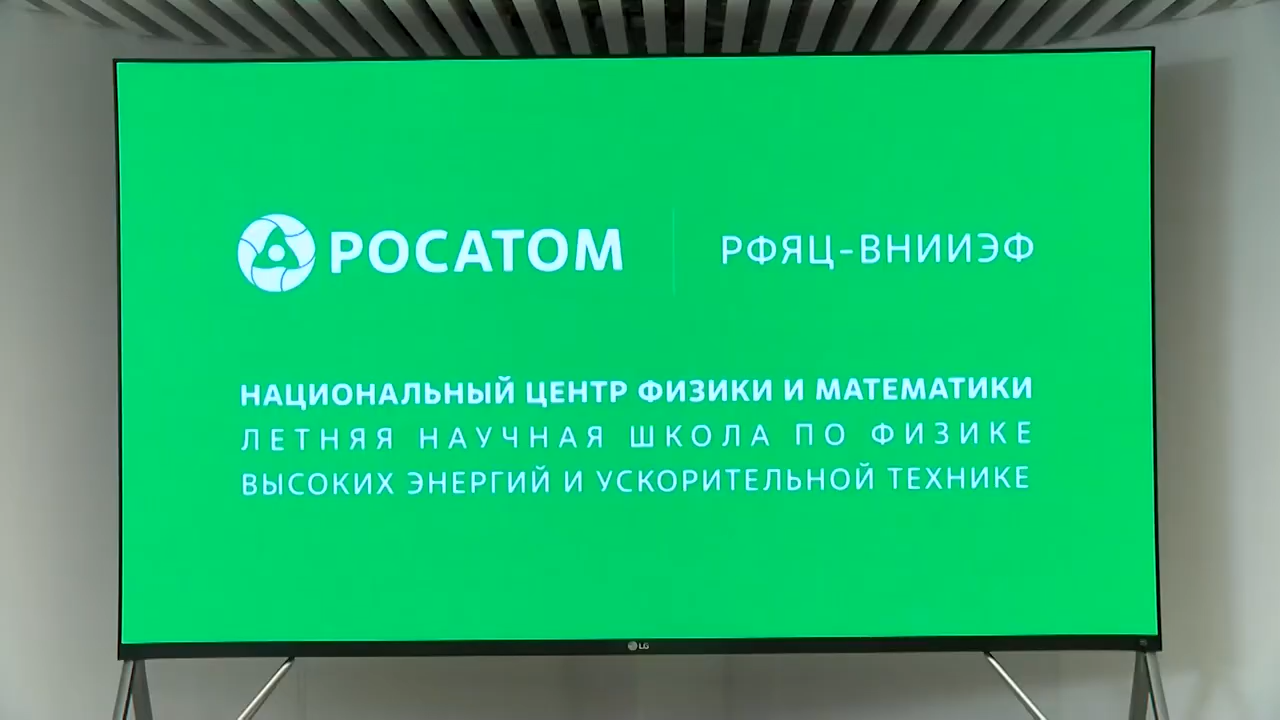 РОСАТОМ
РФЯЦ-ВНИИЭФ
НАЦИОНАЛЬНЫЙ ЦЕНТР ФИЗИКИ И МАТЕМАТИКИ
ЛЕТНЯЯ НАУЧНАЯ ШКОЛА ПО ФИЗИКЕ
ВЫСОКИХ ЭНЕРГИЙ И УСКОРИТЕЛЬНОЙ ТЕХНИКЕ
LG